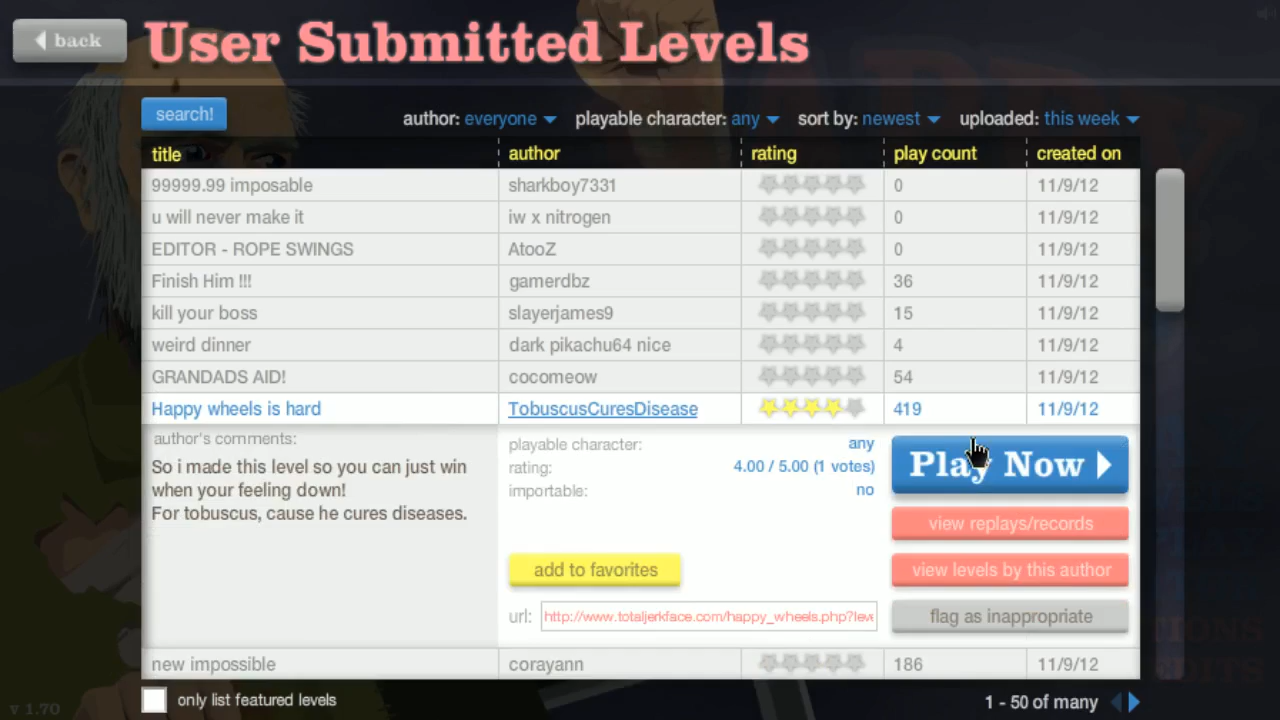 back
User Submitted Levels
search!
author: everyone playable character: any sort by: newest uploaded: this week
title author rating play count created on
99999.99 imposable sharkboy7331 0 11/9/12
u will never make it iw x nitrogen 0 11/9/12
EDITOR - ROPE SWINGS AtooZ 0 11/9/12
Finish Him !!! gamerdbz 36 11/9/12
kill your boss slayerjames9 15 11/9/12
weird dinner dark pikachu64 nice 4 11/9/12
GRANDADS AID! cocomeow 54 11/9/12
Happy wheels is hard TobuscusCuresDisease 419 11/9/12
author's comments:
So i made this level so you can just win
when your feeling down!
For tobuscus, cause he cures diseases.
playable character: any
rating: 4.00 / 5.00 (1 votes)
importable: no
add to favorites
url: http://www.totaljerkface.com/happy_wheels.php?leve
Play Now
view replays/records
view levels by this author
flag as inappropriate
new impossible corayann 186 11/9/12
only list featured levels
1 - 50 of many
v 1.70